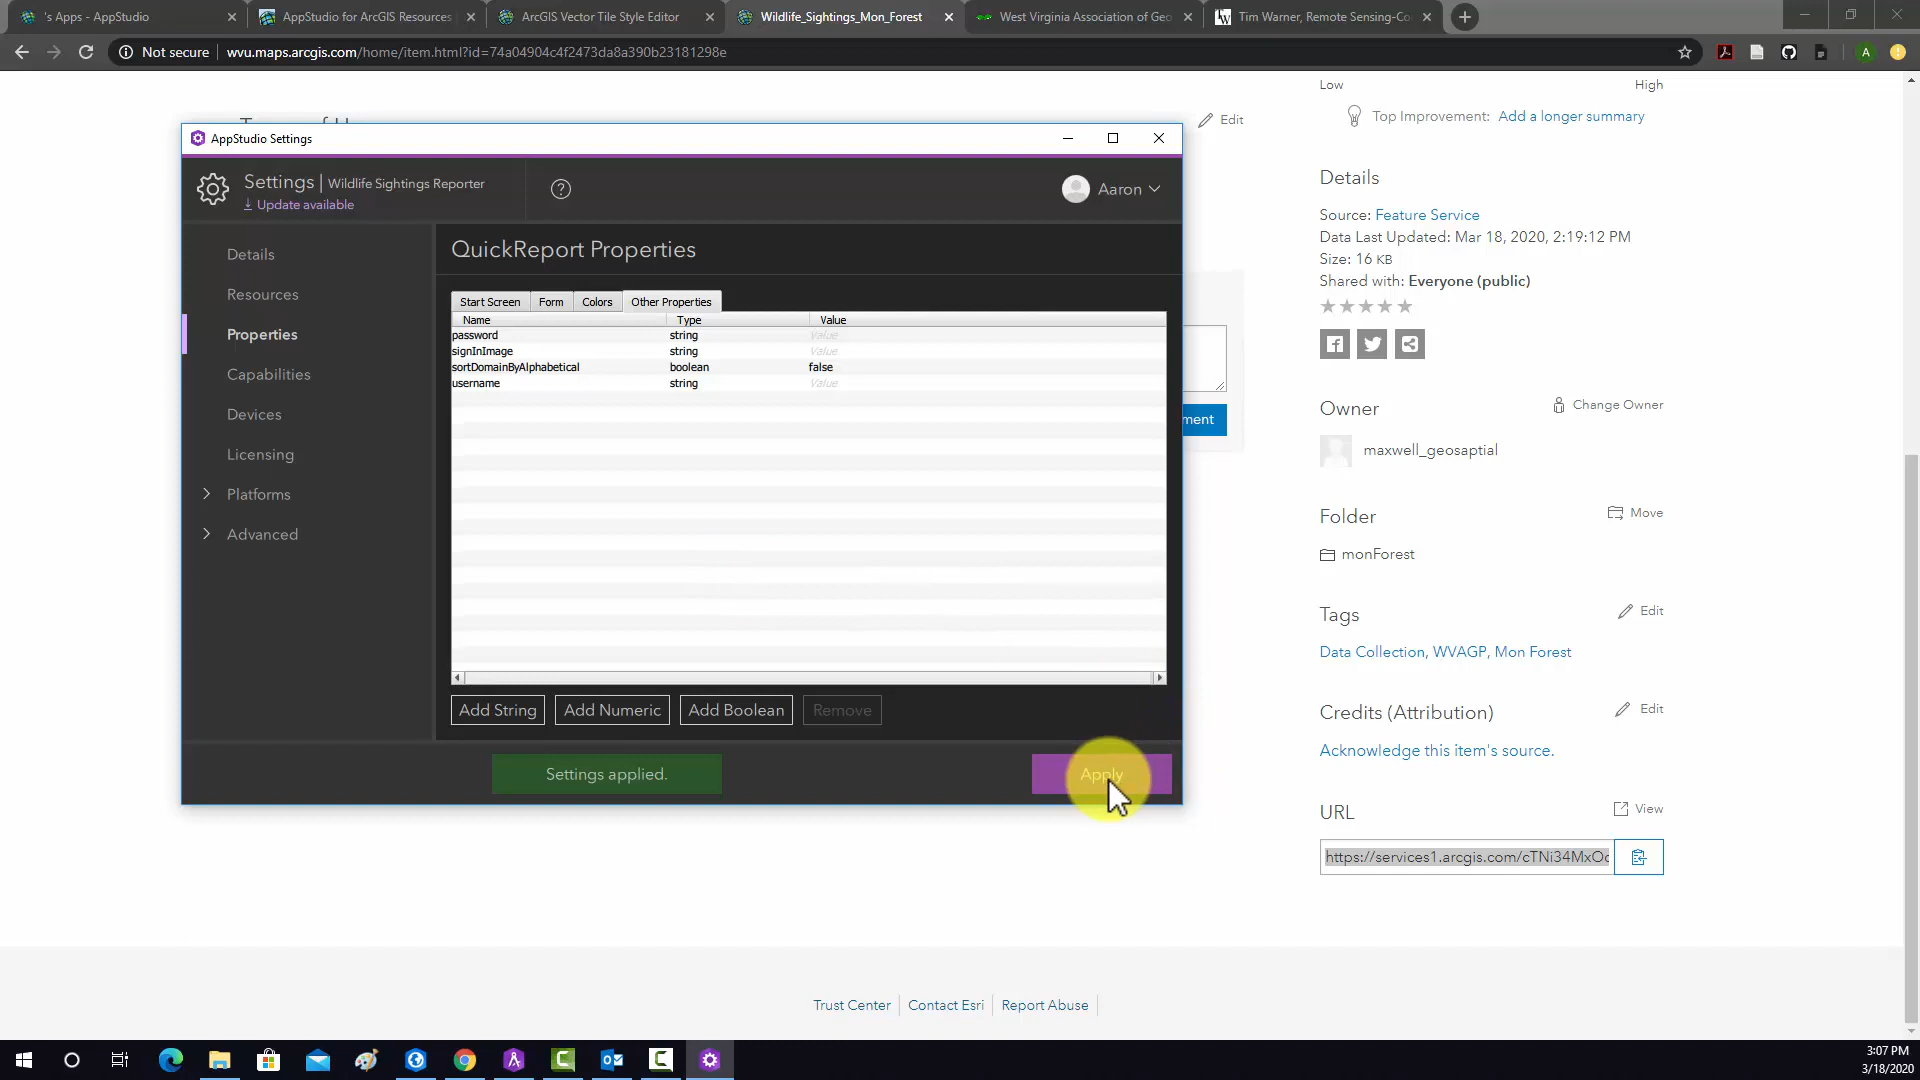 's Apps - AppStudio
AppStudio for ArcGIS Resources
ArcGIS Vector Tile Style Editor
Wildlife_Sightings_Mon_Forest
West Virginia Association of Geo
Tim Warner, Remote Sensing-Co
Not secure
wvu.maps.arcgis.com/home/item.html?id=74a04904c4f2473da8a390b23181298e
A
Low
High
Edit
Top Improvement: Add a longer summary
AppStudio Settings
Settings | Wildlife Sightings Reporter
Update available
Aaron
Details
Resources
Properties
Capabilities
Devices
Licensing
Platforms
Advanced
QuickReport Properties
Start Screen
Form
Colors
Other Properties
Name Type Value
password string Value
signInImage string Value
sortDomainByAlphabetical boolean false
username string Value
Add String
Add Numeric
Add Boolean
Remove
Settings applied.
Apply
ment
Details
Source: Feature Service
Data Last Updated: Mar 18, 2020, 2:19:12 PM
Size: 16 KB
Shared with: Everyone (public)
Owner
Change Owner
maxwell_geosaptial
Folder
Move
monForest
Tags
Edit
Data Collection, WVAGP, Mon Forest
Credits (Attribution)
Edit
Acknowledge this item's source.
URL
View
https://services1.arcgis.com/cTNi34MxOc
Trust Center
Contact Esri
Report Abuse
3:07 PM
3/18/2020